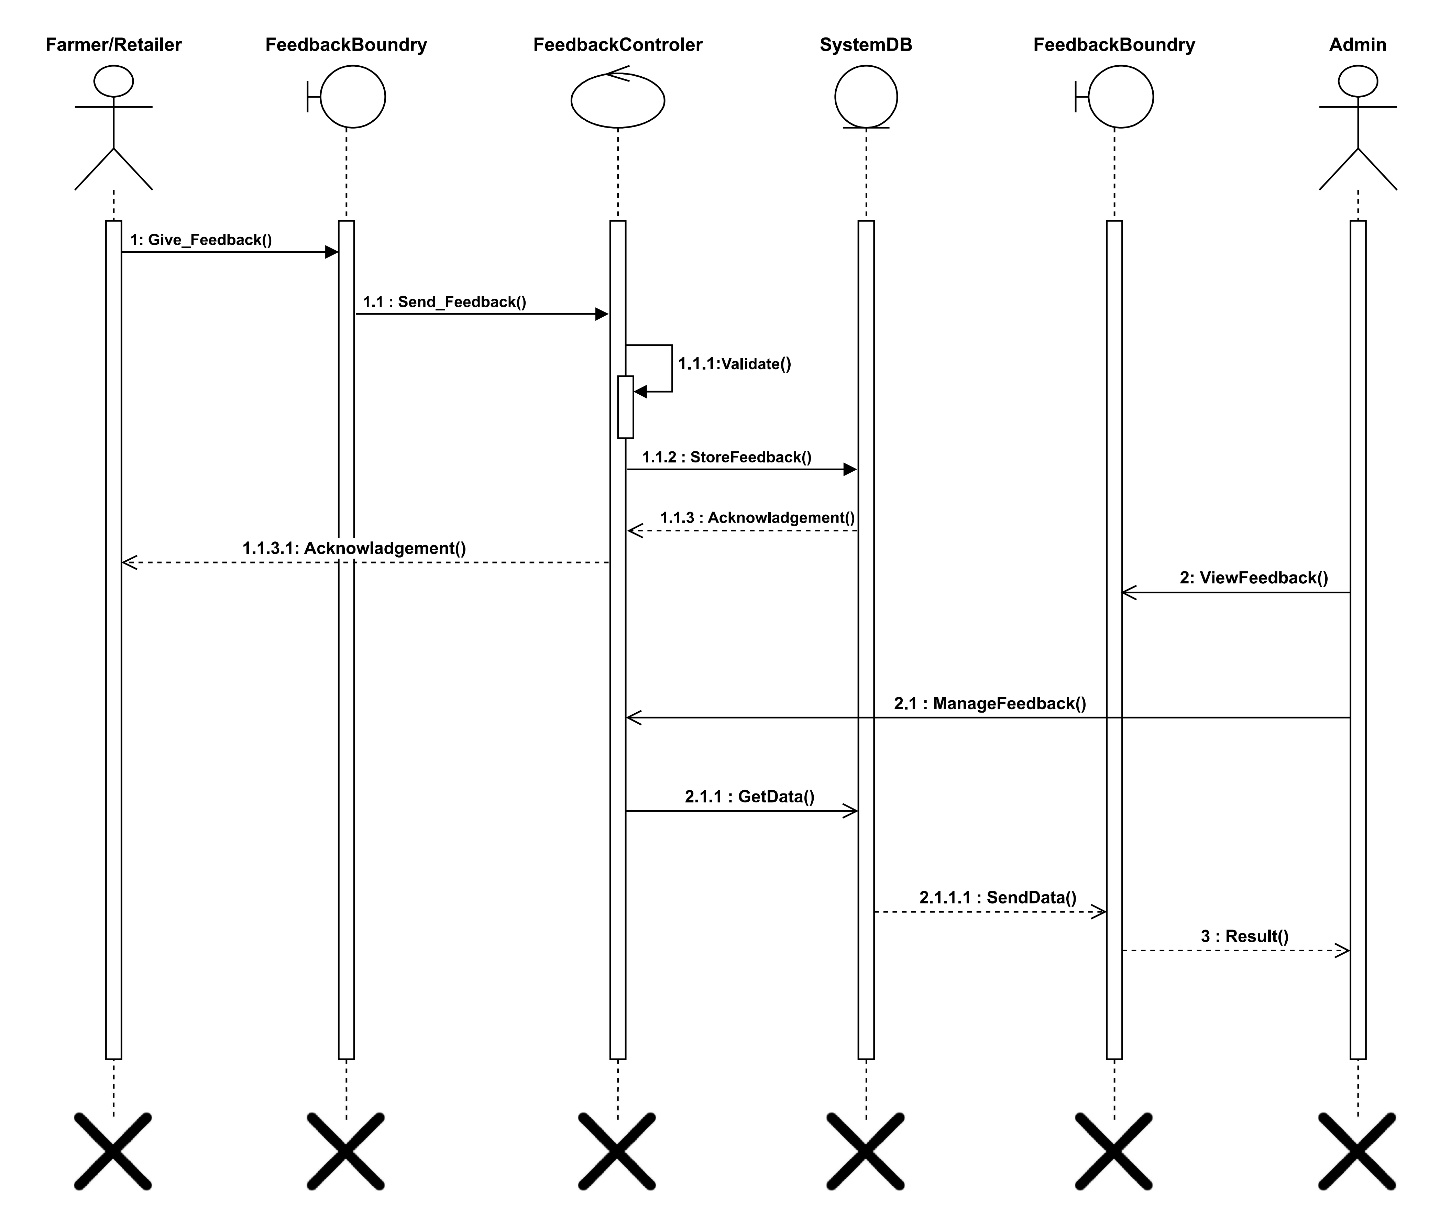 Farmer/Retailer
FeedbackBoundry
FeedbackControler
SystemDB
FeedbackBoundry
Admin
1: Give_Feedback()
1.1 : Send_Feedback()
1.1.1:Validate()
1.1.2 : StoreFeedback()
1.1.3 : Acknowladgement()
1.1.3.1: Acknowladgement()
2: ViewFeedback()
2.1 : ManageFeedback()
2.1.1 : GetData()
2.1.1.1 : SendData()
3 : Result()